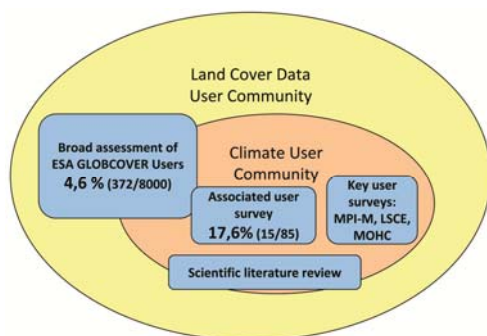 Land Cover Data
User Community
Broad assessment of
ESA GLOBCOVER Users
4,6 % (372/8000)
Climate User
Community
Associated user
survey
17,6% (15/85)
Key user
surveys:
MPI-M, LSCE,
MOHC
Scientific literature review